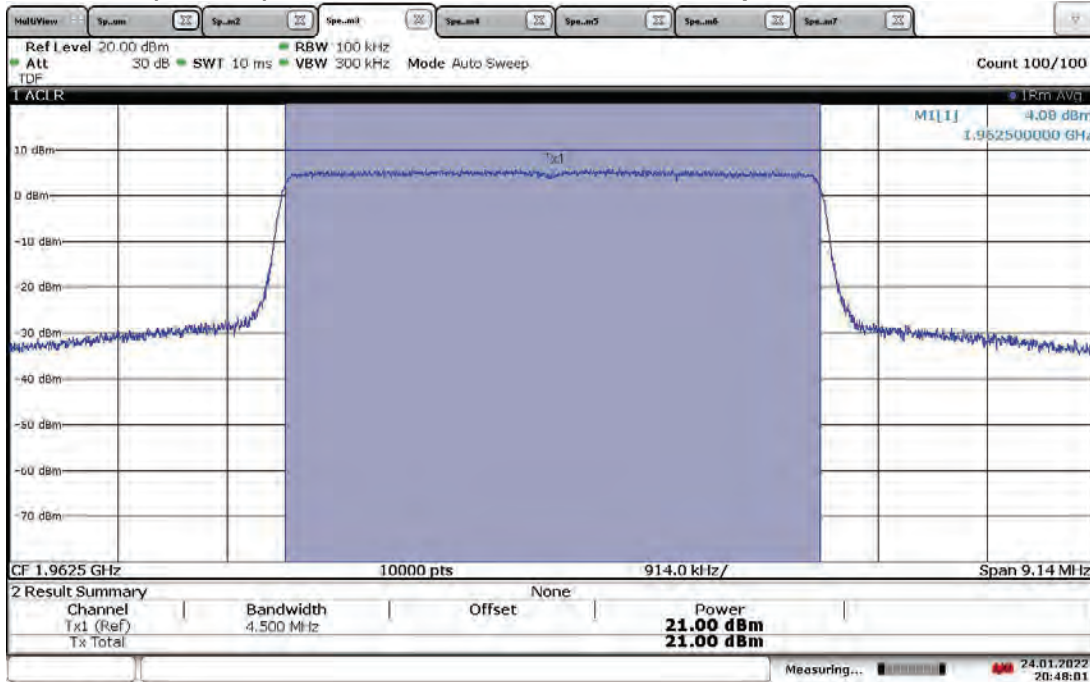 MultiView Sp..um Sp..m2 Spe..m3 Spe..m4 Spe..m5 Spe..m6 Spe..m7
Ref Level 20.00 dBm RBW 100 kHz
Att 30 dB SWT 10 ms VBW 300 kHz Mode Auto Sweep Count 100/100
TDF
1 ACLR 1Rm Avg
M1[1] 4.08 dBm
1.962500000 GHz
10 dBm
Tx1
0 dBm
-10 dBm
-20 dBm
-30 dBm
-40 dBm
-50 dBm
-60 dBm
-70 dBm
CF 1.9625 GHz 10000 pts 914.0 kHz/ Span 9.14 MHz
2 Result Summary None
Channel Bandwidth Offset Power
Tx1 (Ref) 4.500 MHz 21.00 dBm
Tx Total 21.00 dBm
Measuring... 24.01.2022
20:48:01